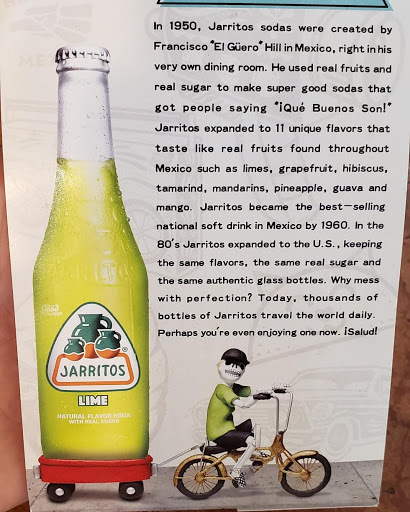 In 1950, Jarritos sodas were created by
Francisco "El Güero" Hill in Mexico, right in his
very own dining room. He used real fruits and
real sugar to make super good sodas that
got people saying "¡Qué Buenos Son!"
Jarritos expanded to 11 unique flavors that
taste like real fruits found throughout
Mexico such as limes, grapefruit, hibiscus,
tamarind, mandarins, pineapple, guava and
mango. Jarritos became the best-selling
national soft drink in Mexico by 1960. In the
80's Jarritos expanded to the U.S., keeping
the same flavors, the same real sugar and
the same authentic glass bottles. Why mess
with perfection? Today, thousands of
bottles of Jarritos travel the world daily.
Perhaps you're even enjoying one now. ¡Salud!
JARRITOS
®
LIME
NATURAL FLAVOR SODA
WITH REAL SUGAR